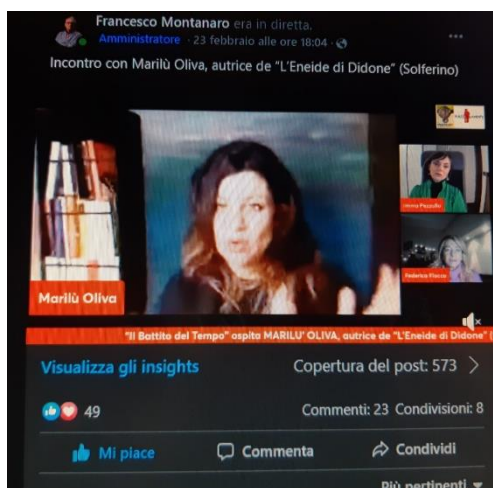 Francesco Montanaro era in diretta.
Amministratore · 23 febbraio alle ore 18:04 ·
Incontro con Marilù Oliva, autrice de "L'Eneide di Didone" (Solferino)
Federica Flocco
Marilù Oliva
"Il Battito del Tempo" ospita MARILU' OLIVA, autrice de "L'Eneide di Didone" (
Visualizza gli insights
Copertura del post: 573
49
Commenti: 23 Condivisioni: 8
Mi piace
Commenta
Condividi
Più pertinenti